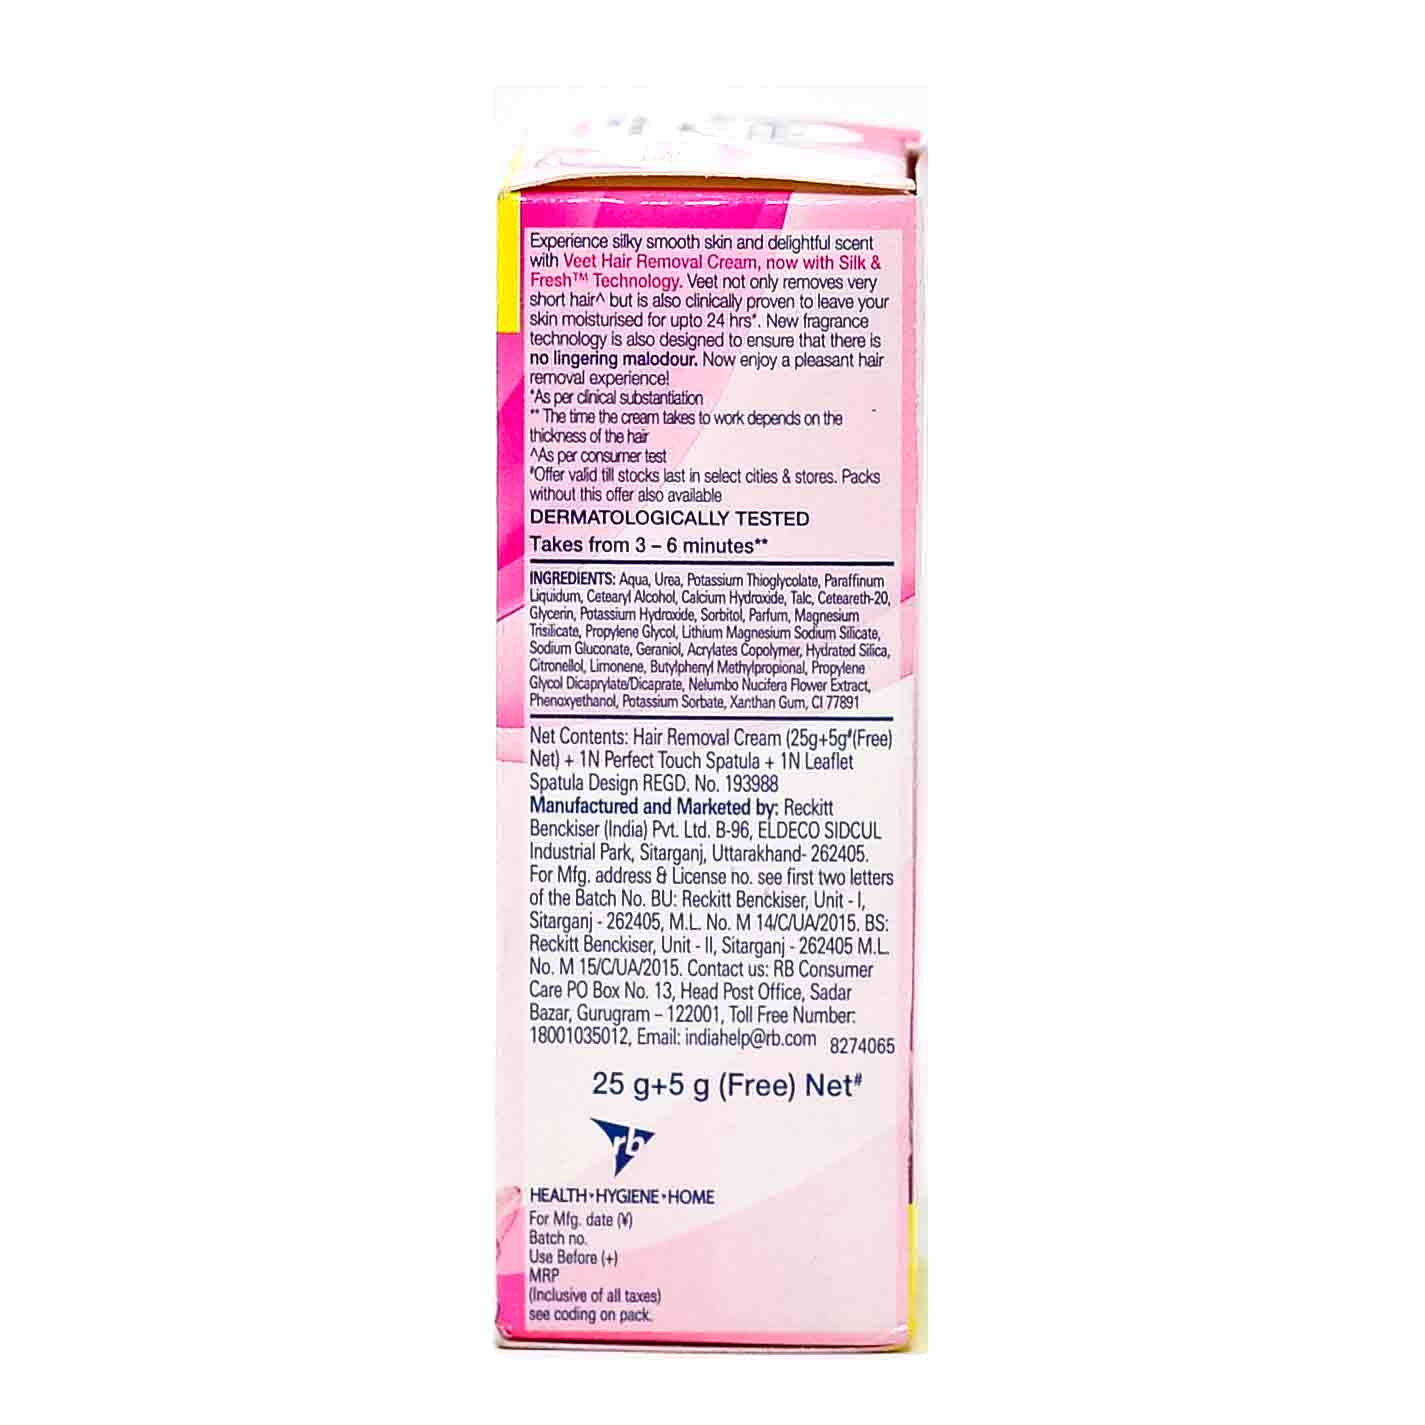 Experience silky smooth skin and delightful scent
with Veet Hair Removal Cream, now with Silk &
Fresh™ Technology. Veet not only removes very
short hair^ but is also clinically proven to leave your
skin moisturised for upto 24 hrs*. New fragrance
technology is also designed to ensure that there is
no lingering malodour. Now enjoy a pleasant hair
removal experience!
*As per clinical substantiation
** The time the cream takes to work depends on the
thickness of the hair
^As per consumer test
#Offer valid till stocks last in select cities & stores. Packs
without this offer also available
DERMATOLOGICALLY TESTED
Takes from 3 – 6 minutes**
INGREDIENTS: Aqua, Urea, Potassium Thioglycolate, Paraffinum
Liquidum, Cetearyl Alcohol, Calcium Hydroxide, Talc, Ceteareth-20,
Glycerin, Potassium Hydroxide, Sorbitol, Parfum, Magnesium
Trisilicate, Propylene Glycol, Lithium Magnesium Sodium Silicate,
Sodium Gluconate, Geraniol, Acrylates Copolymer, Hydrated Silica,
Citronellol, Limonene, Butylphenyl Methylpropional, Propylene
Glycol Dicaprylate/Dicaprate, Nelumbo Nucifera Flower Extract,
Phenoxyethanol, Potassium Sorbate, Xanthan Gum, CI 77891
Net Contents: Hair Removal Cream (25g+5g#(Free)
Net) + 1N Perfect Touch Spatula + 1N Leaflet
Spatula Design REGD. No. 193988
Manufactured and Marketed by: Reckitt
Benckiser (India) Pvt. Ltd. B-96, ELDECO SIDCUL
Industrial Park, Sitarganj, Uttarakhand- 262405.
For Mfg. address & License no. see first two letters
of the Batch No. BU: Reckitt Benckiser, Unit - I,
Sitarganj - 262405, M.L. No. M 14/C/UA/2015. BS:
Reckitt Benckiser, Unit - II, Sitarganj - 262405 M.L.
No. M 15/C/UA/2015. Contact us: RB Consumer
Care PO Box No. 13, Head Post Office, Sadar
Bazar, Gurugram – 122001, Toll Free Number:
18001035012, Email: indiahelp@rb.com 8274065
25 g+5 g (Free) Net#
rb
HEALTH•HYGIENE•HOME
For Mfg. date (¥)
Batch no.
Use Before (+)
MRP
(Inclusive of all taxes)
see coding on pack.